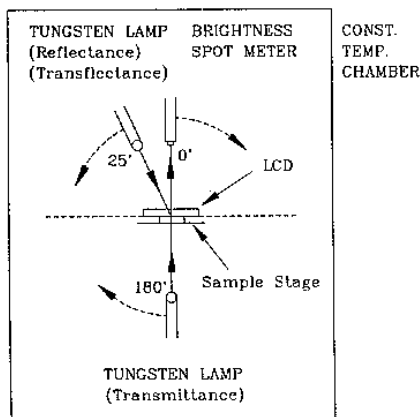 TUNGSTEN LAMP
(Reflectance)
(Transflectance)
BRIGHTNESS
SPOT METER
CONST.
TEMP.
CHAMBER
25'
0'
LCD
180'
Sample Stage
TUNGSTEN LAMP
(Transmittance)